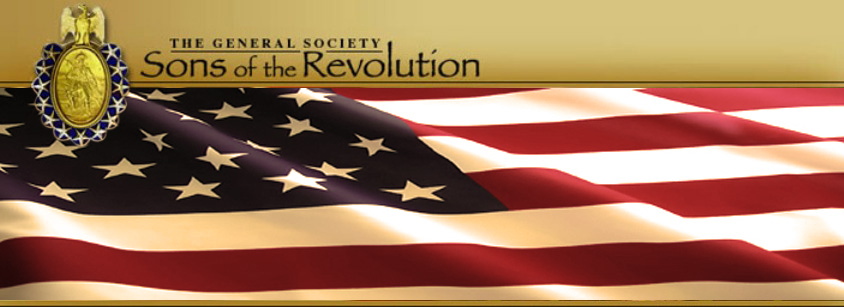 THE GENERAL SOCIETY
Sons of the Revolution